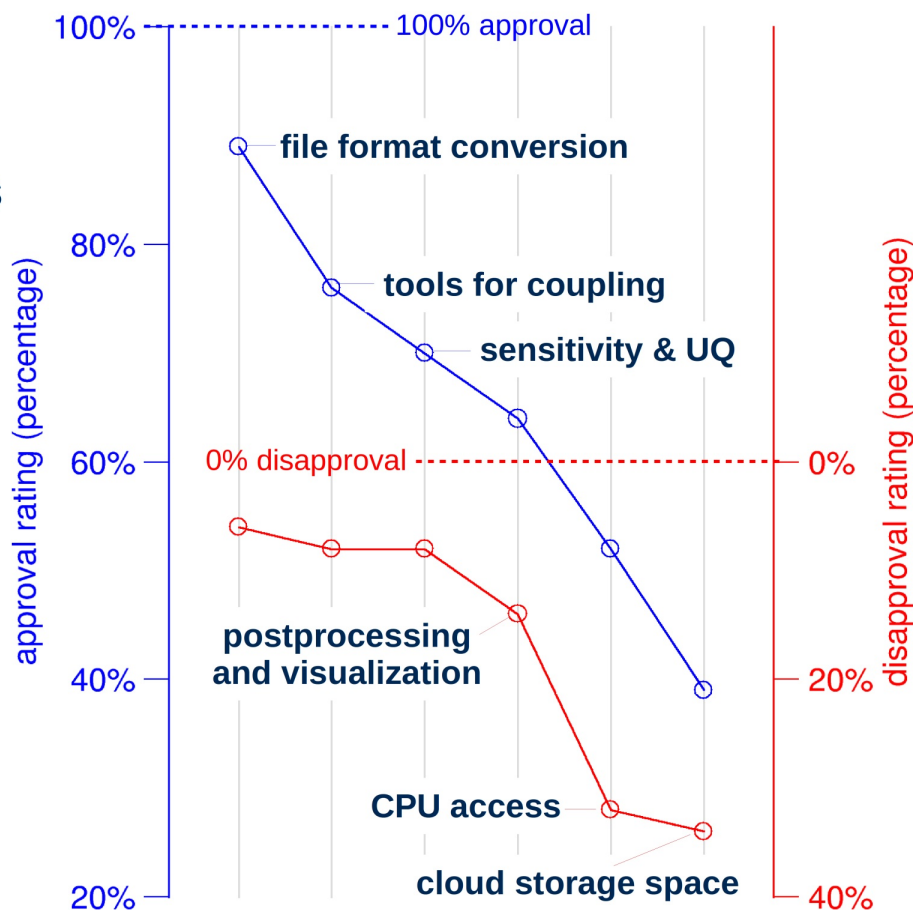 100%
100% approval
file format conversion
s
80%
tools for coupling
sensitivity & UQ
approval rating (percentage)
disapproval rating (percentage)
60%
0% disapproval
0%
postprocessing
and visualization
40%
20%
CPU access
cloud storage space
20%
40%